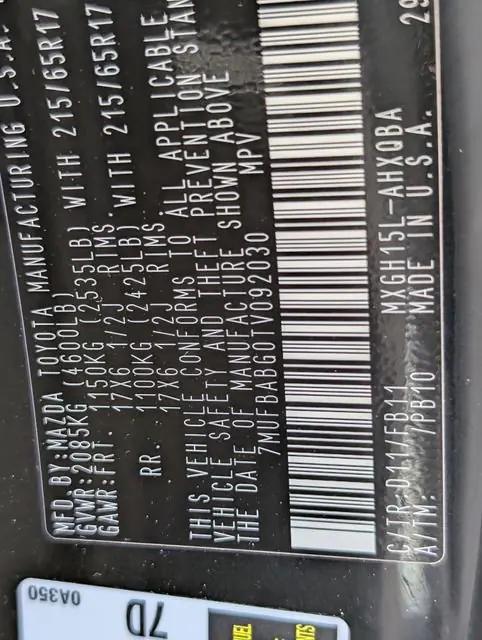 MFD.BY:MAZDA TOYOTA MANUFACTURING U.S.A.
GVWR:2085KG (4600LB)
GAWR:FRT. 1150KG (2535LB) WITH 215/65R17
17X6 1/2J RIMS.
RR. 1100KG (2425LB) WITH 215/65R17
17X6 1/2J RIMS.
THIS VEHICLE CONFORMS TO ALL APPLICABLE
VEHICLE SAFETY AND THEFT PREVENTION STAN
THE DATE OF MANUFACTURE SHOWN ABOVE
7MUFBABG0TV092030 MPV
C/TR:D11/FB11 MXGH15L-AHXQBA
A/TM: /PB10 MADE IN U.S.A. 29
0A350
7D